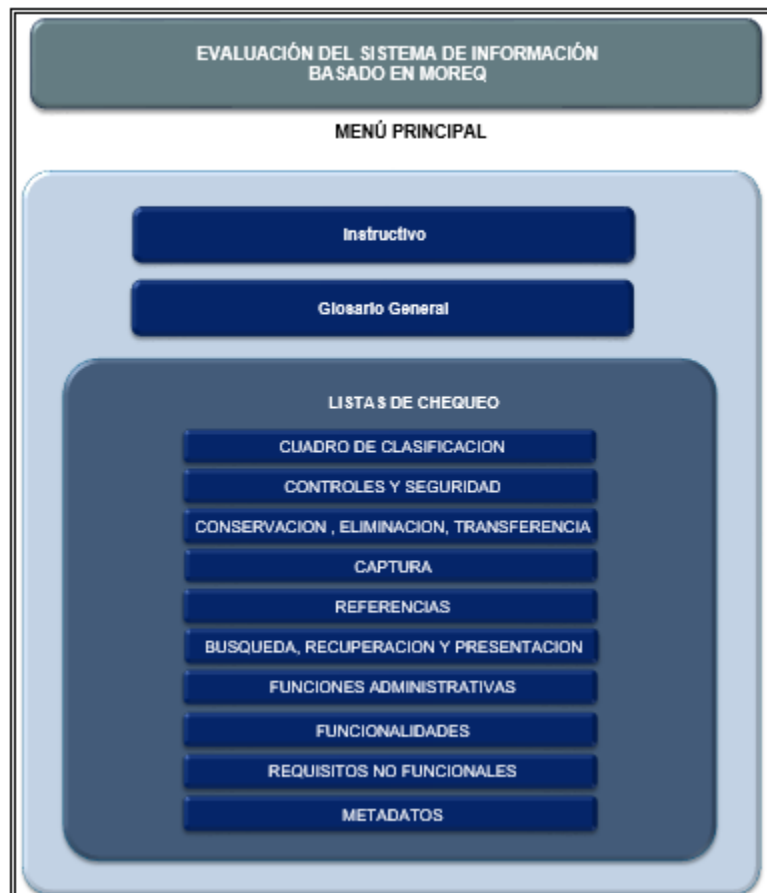 EVALUACIÓN DEL SISTEMA DE INFORMACIÓN
BASADO EN MOREQ
MENÚ PRINCIPAL
Instructivo
Glosario General
LISTAS DE CHEQUEO
CUADRO DE CLASIFICACION
CONTROLES Y SEGURIDAD
CONSERVACION , ELIMINACION, TRANSFERENCIA
CAPTURA
REFERENCIAS
BUSQUEDA, RECUPERACION Y PRESENTACION
FUNCIONES ADMINISTRATIVAS
FUNCIONALIDADES
REQUISITOS NO FUNCIONALES
METADATOS